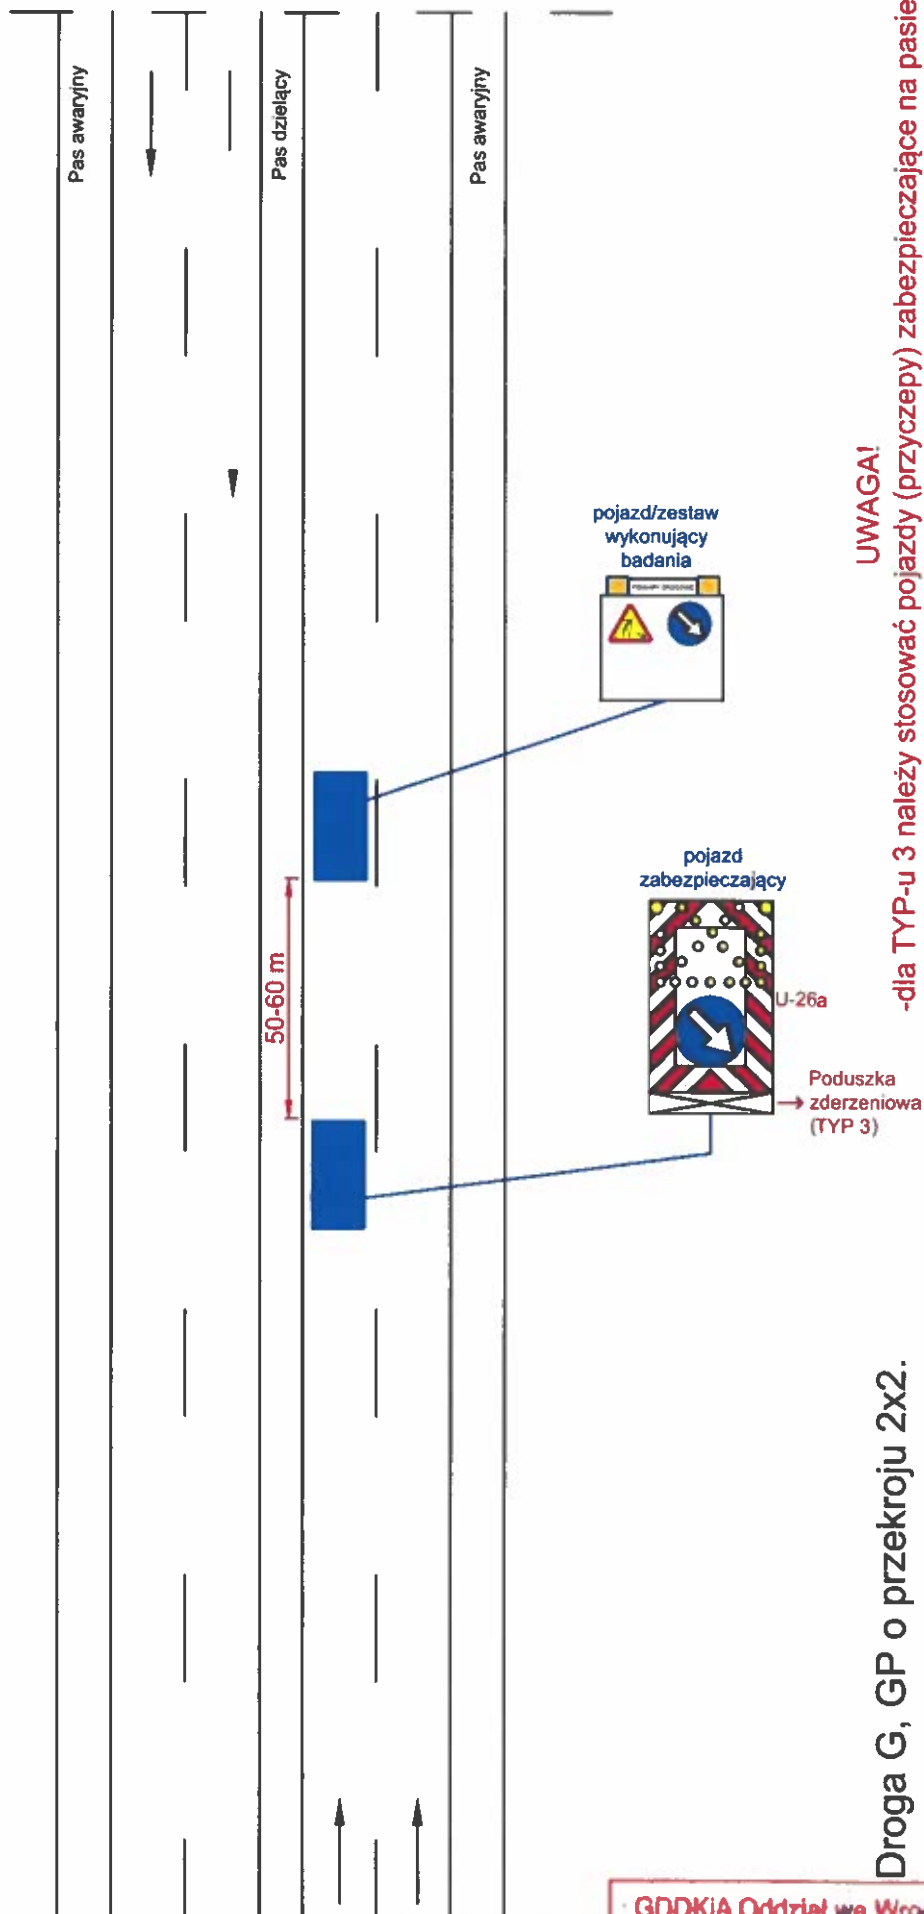 Pas awaryjny
Pas dzielący
Pas awaryjny
pojazd/zestaw
wykonujący
badania
pojazd
zabezpieczający
U-26a
Poduszka
zderzeniowa
(TYP 3)
50-60 m
UWAGA!
-dla TYP-u 3 należy stosować pojazdy (przyczepy) zabezpieczające na pasie
Droga G, GP o przekroju 2x2.
GDDKiA Oddział we